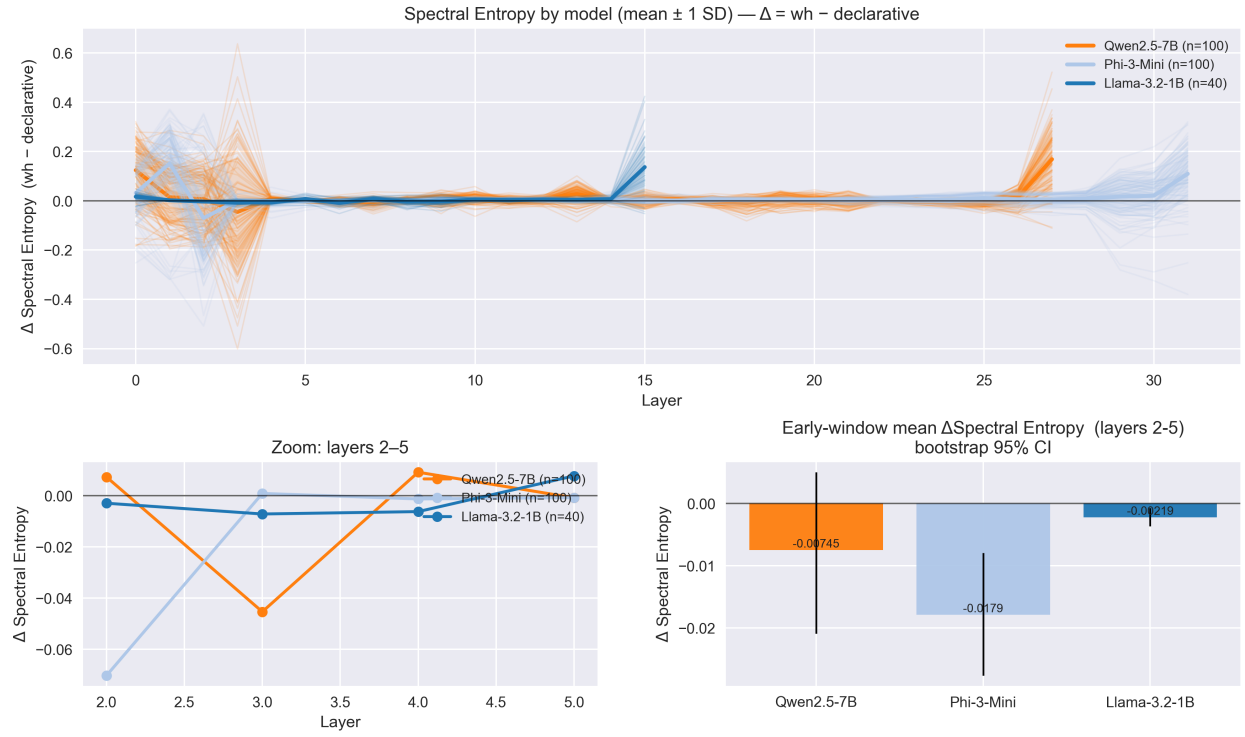 Spectral Entropy by model (mean ± 1 SD) — Δ = wh − declarative
Δ Spectral Entropy (wh − declarative)
0.6
0.4
0.2
0.0
−0.2
−0.4
−0.6
Qwen2.5-7B (n=100)
Phi-3-Mini (n=100)
Llama-3.2-1B (n=40)
0 5 10 15 20 25 30
Layer
Zoom: layers 2–5
Δ Spectral Entropy
0.00
−0.02
−0.04
−0.06
Qwen2.5-7B (n=100)
Phi-3-Mini (n=100)
Llama-3.2-1B (n=40)
2.0 2.5 3.0 3.5 4.0 4.5 5.0
Layer
Early-window mean ΔSpectral Entropy (layers 2-5)
bootstrap 95% CI
Δ Spectral Entropy
0.00
−0.01
−0.02
-0.00745
-0.0179
-0.00219
Qwen2.5-7B Phi-3-Mini Llama-3.2-1B